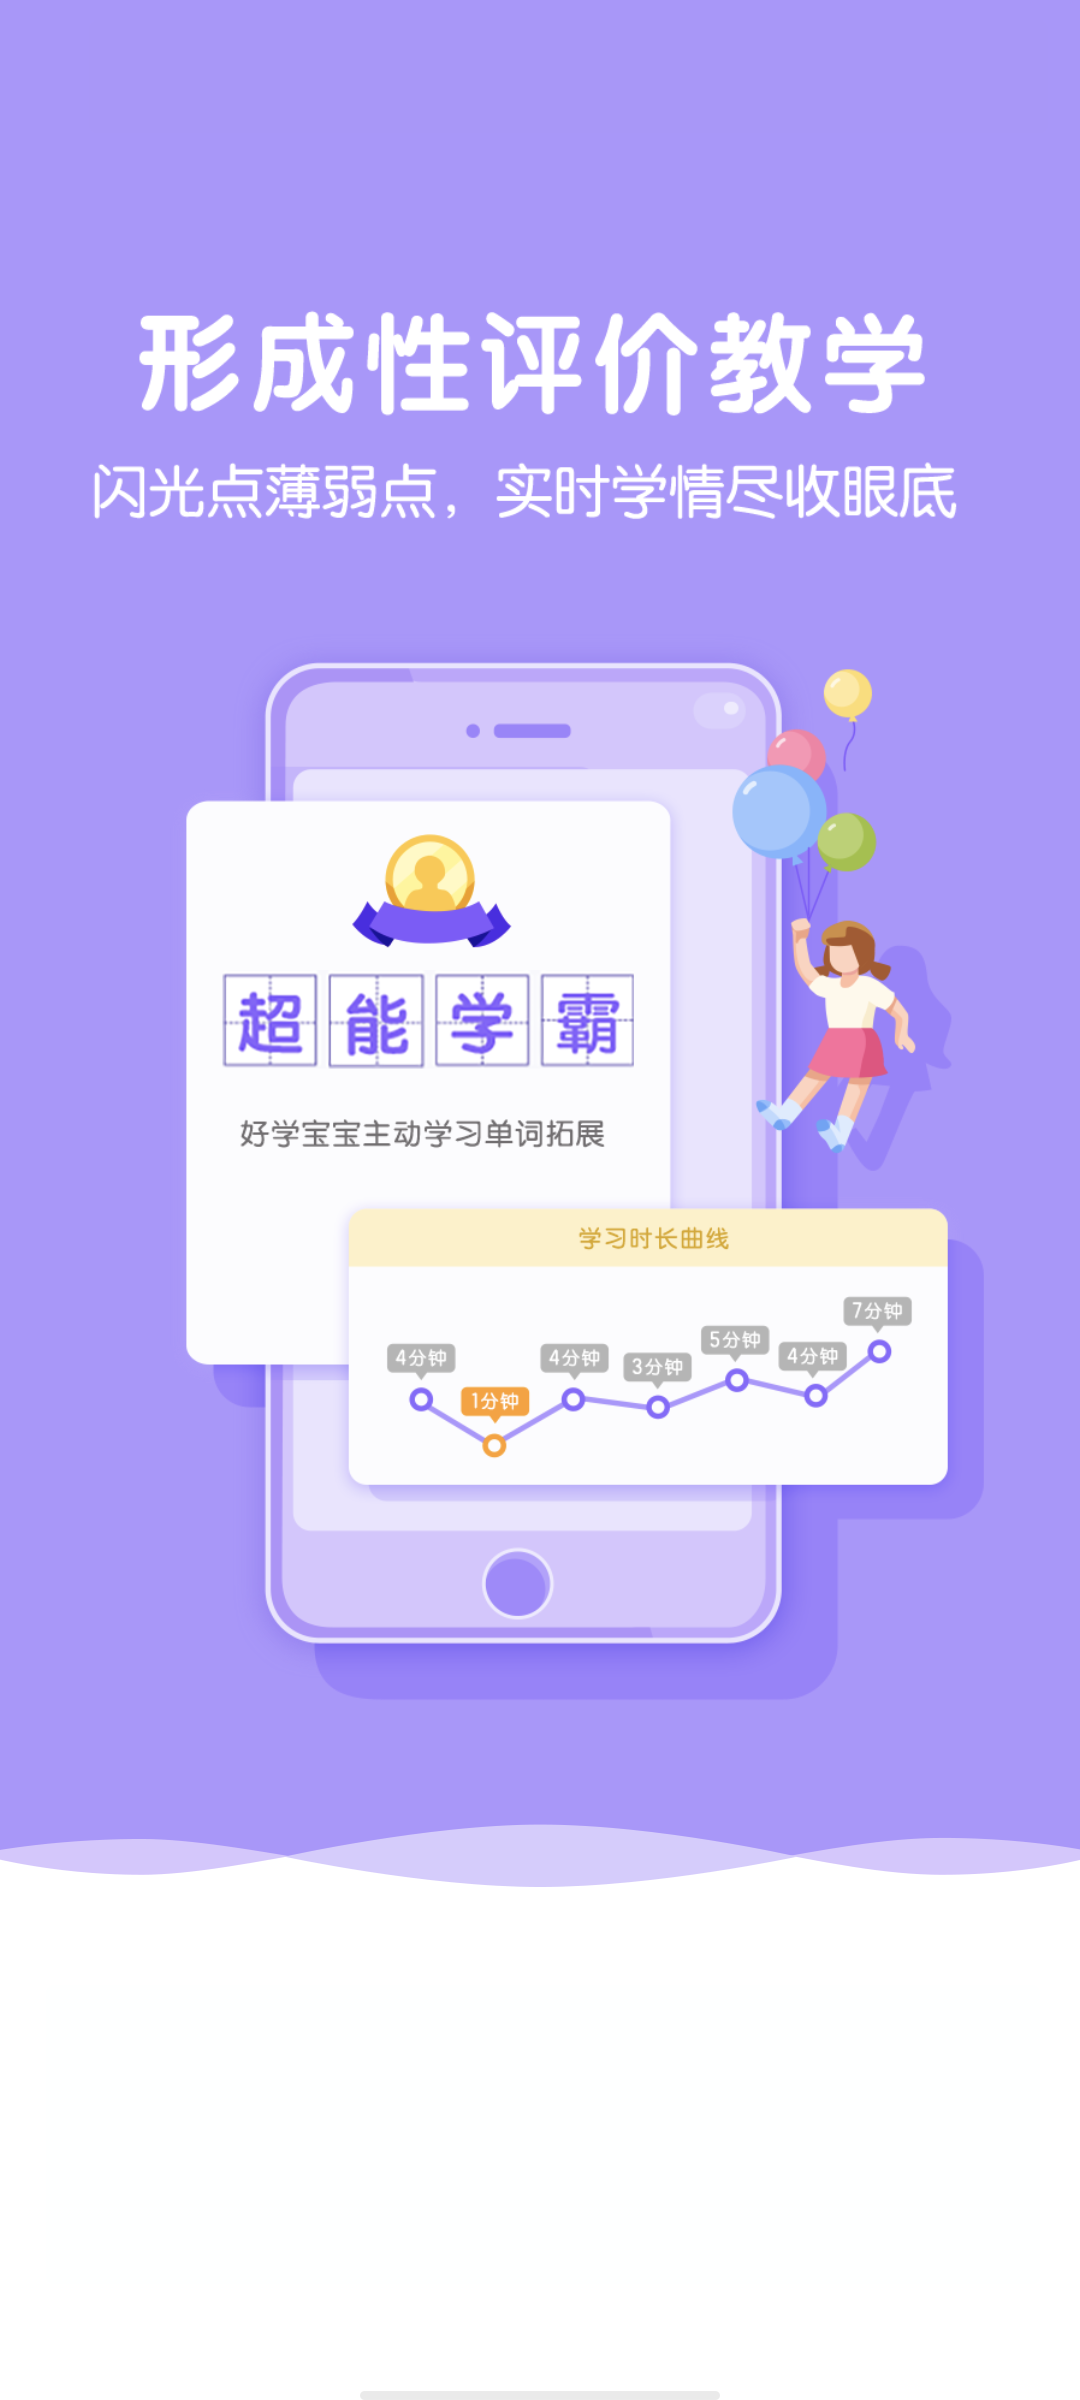 形成性评价教学
闪光点薄弱点，实时学情尽收眼底
超能学霸
好学宝宝主动学习单词拓展
学习时长曲线
4分钟
1分钟
4分钟
3分钟
5分钟
4分钟
7分钟